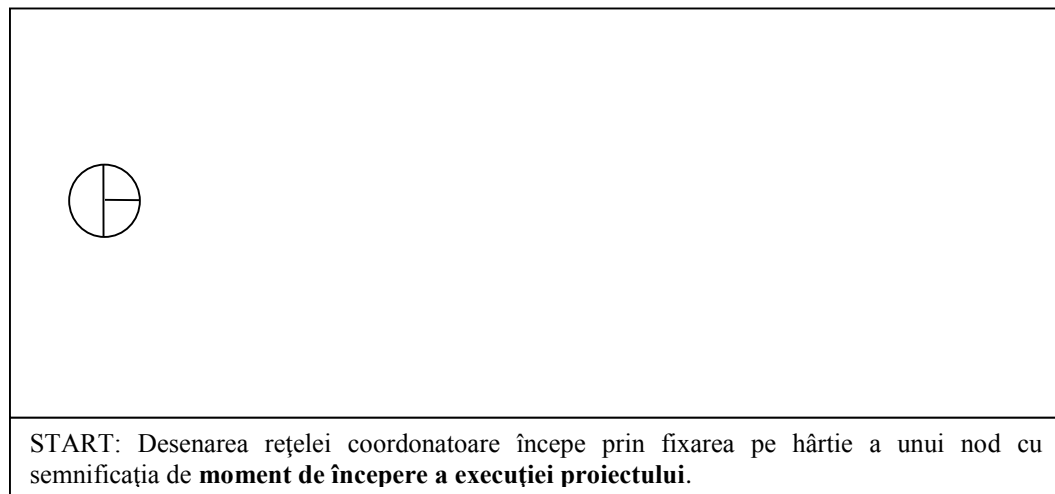 START: Desenarea reţelei coordonatoare începe prin fixarea pe hârtie a unui nod cu
semnificaţia de moment de începere a execuţiei proiectului.